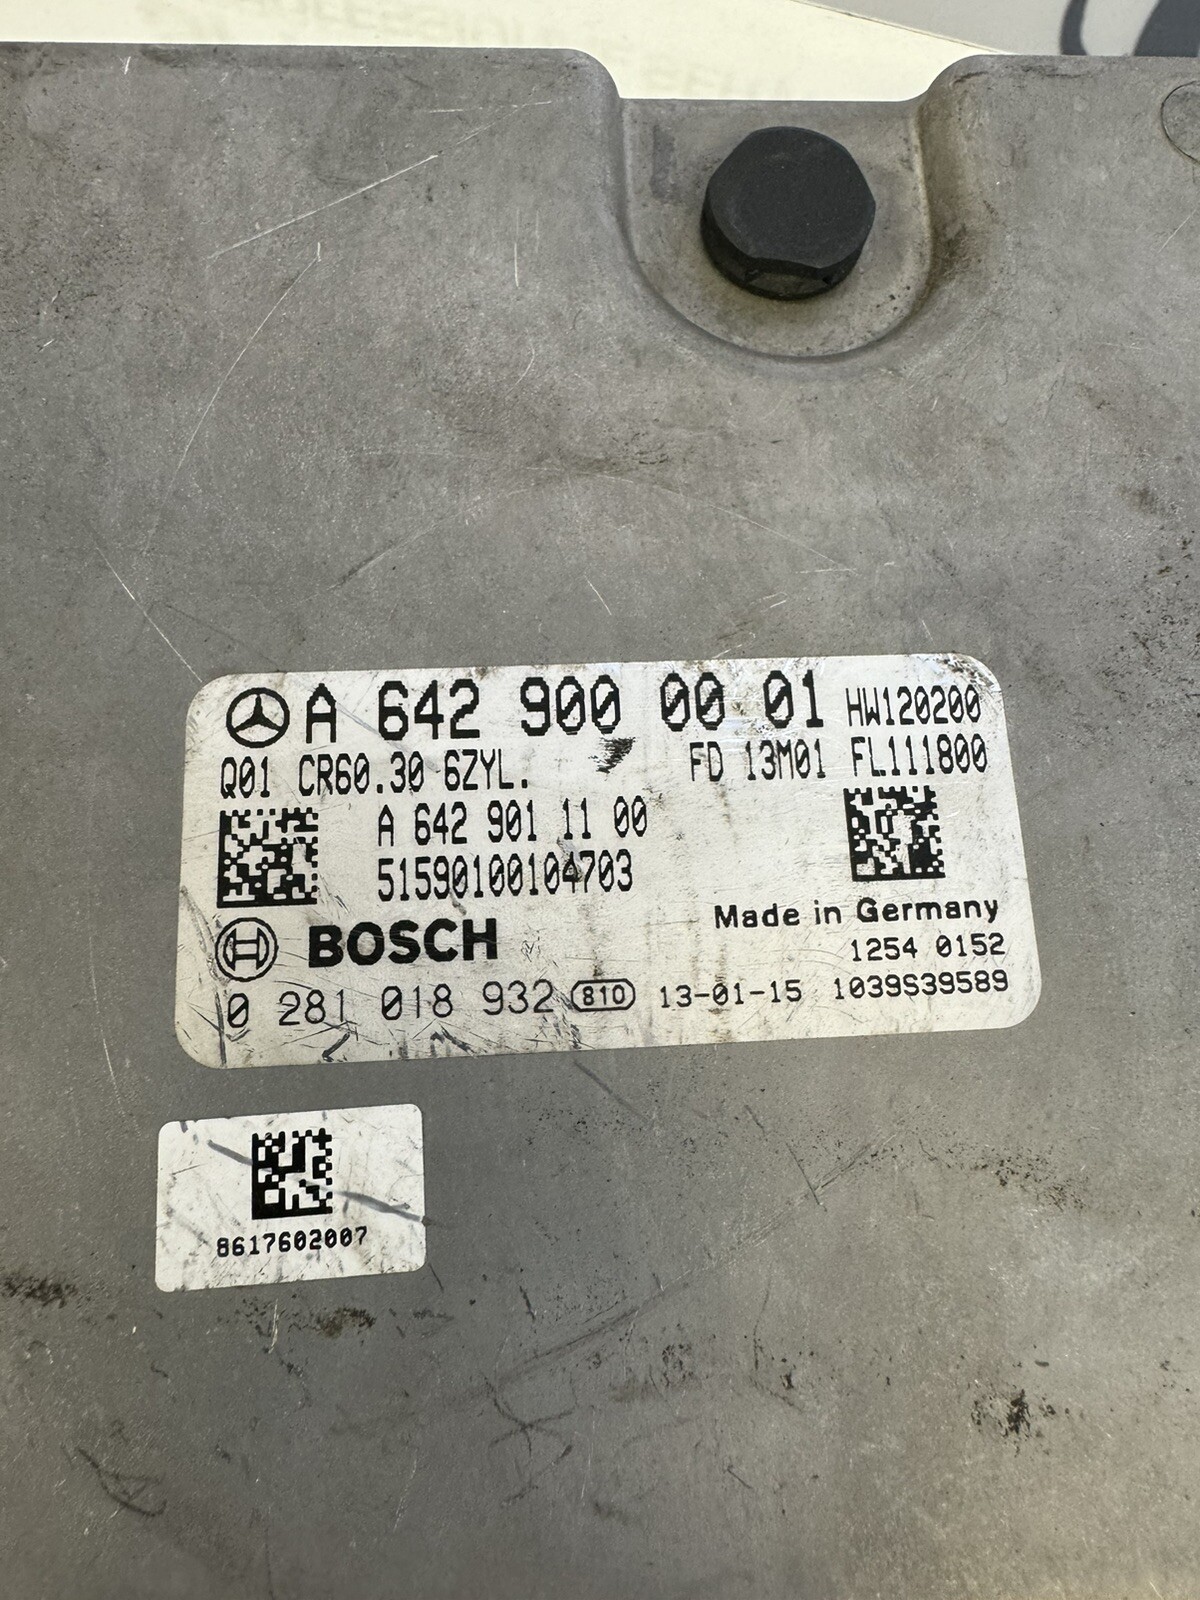 A 642 900 00 01 HW120200
Q01 CR60.30 6ZYL. FD 13M01 FL111800
A 642 901 11 00
51590100104703
BOSCH
Made in Germany
1254 0152
0 281 018 932 810 13-01-15 1039S39589
8617602007